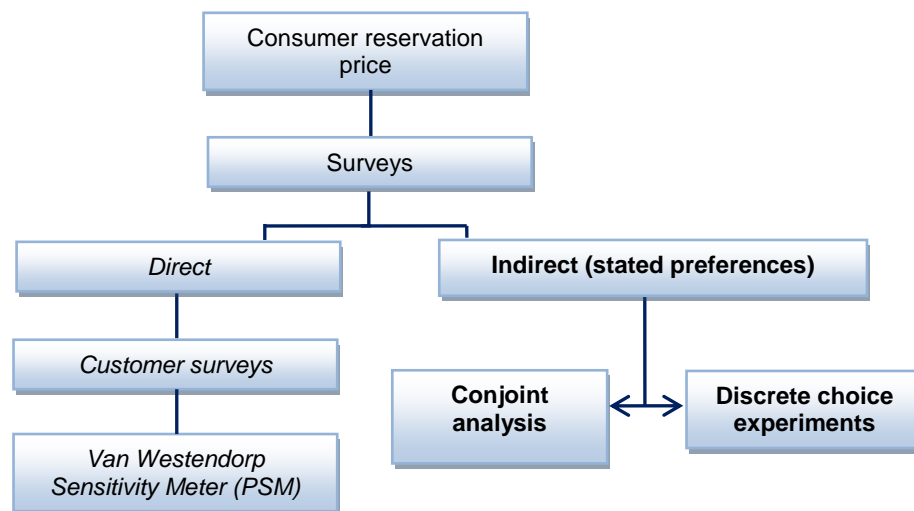 Consumer reservation
price
Surveys
Direct
Indirect (stated preferences)
Customer surveys
Conjoint
analysis
Discrete choice
experiments
Van Westendorp
Sensitivity Meter (PSM)